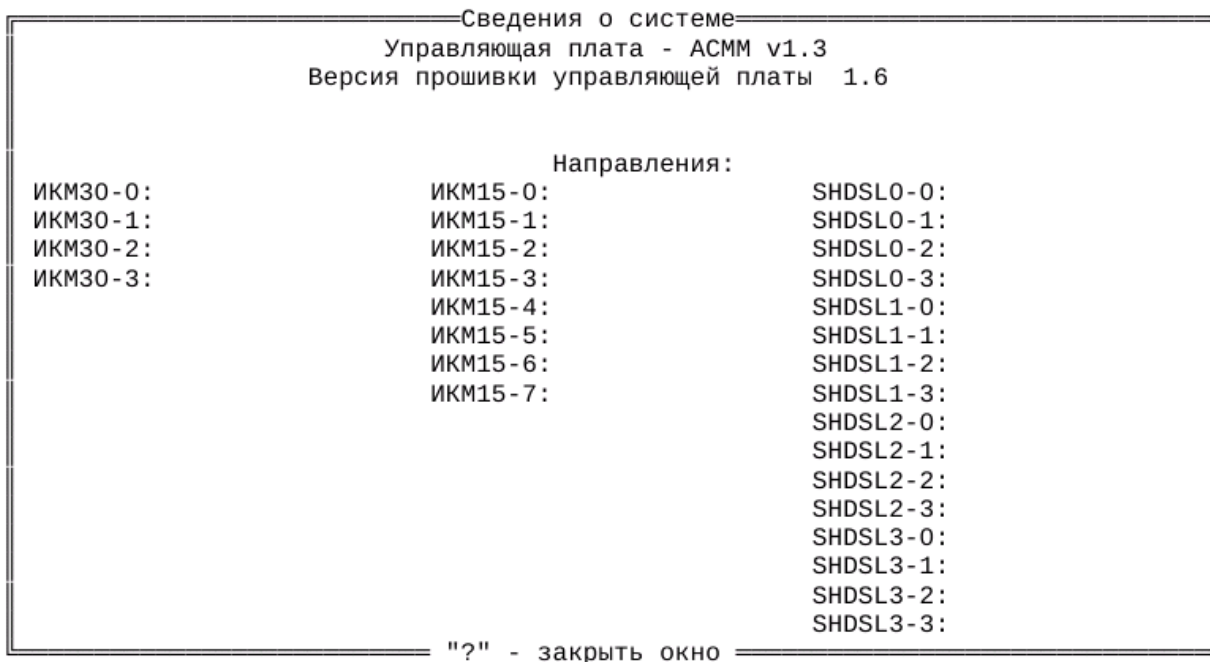 Сведения о системе
Управляющая плата - АСММ v1.3
Версия прошивки управляющей платы 1.6
Направления:
ИКМ30-0: ИКМ15-0: SHDSL0-0:
ИКМ30-1: ИКМ15-1: SHDSL0-1:
ИКМ30-2: ИКМ15-2: SHDSL0-2:
ИКМ30-3: ИКМ15-3: SHDSL0-3:
ИКМ15-4: SHDSL1-0:
ИКМ15-5: SHDSL1-1:
ИКМ15-6: SHDSL1-2:
ИКМ15-7: SHDSL1-3:
SHDSL2-0:
SHDSL2-1:
SHDSL2-2:
SHDSL2-3:
SHDSL3-0:
SHDSL3-1:
SHDSL3-2:
SHDSL3-3:
"?" - закрыть окно